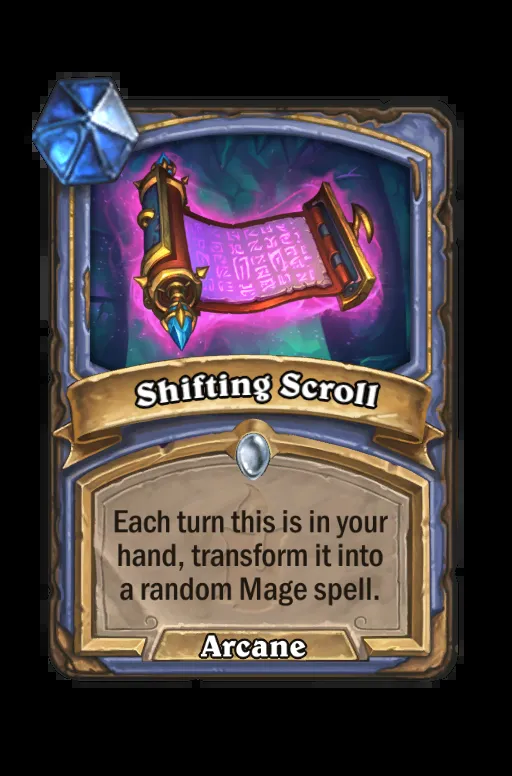 Shifting Scroll
Each turn this is in your
hand, transform it into
a random Mage spell.
Arcane